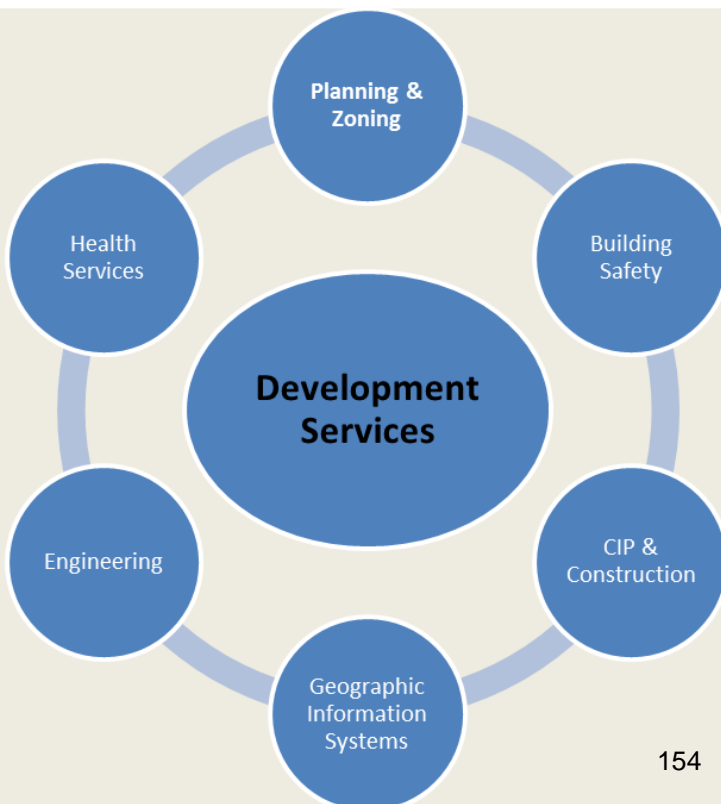 Planning &
Zoning
Health
Services
Building
Safety
Development
Services
Engineering
CIP &
Construction
Geographic
Information
Systems
154